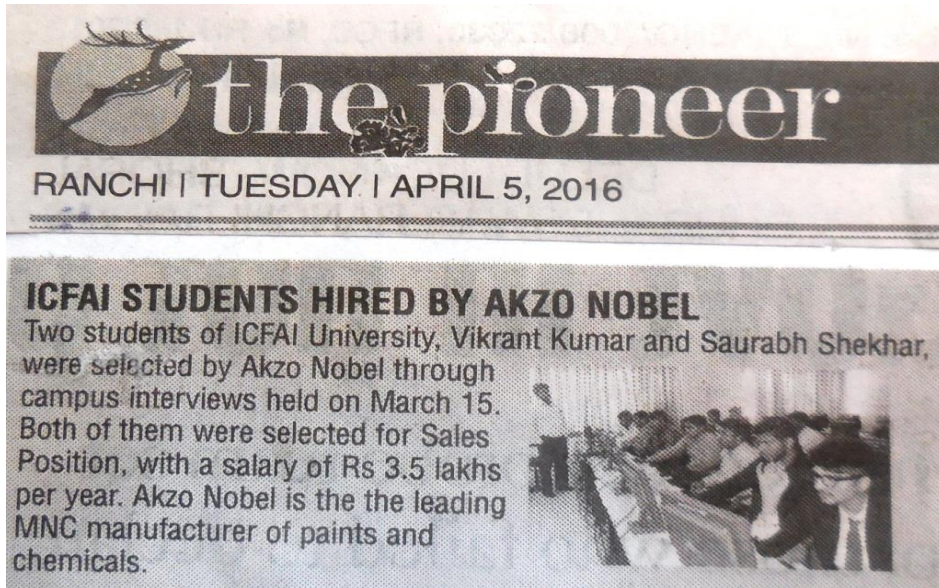 the pioneer
RANCHI | TUESDAY | APRIL 5, 2016
ICFAI STUDENTS HIRED BY AKZO NOBEL
Two students of ICFAI University, Vikrant Kumar and Saurabh Shekhar,
were selected by Akzo Nobel through
campus interviews held on March 15.
Both of them were selected for Sales
Position, with a salary of Rs 3.5 lakhs
per year. Akzo Nobel is the the leading
MNC manufacturer of paints and
chemicals.